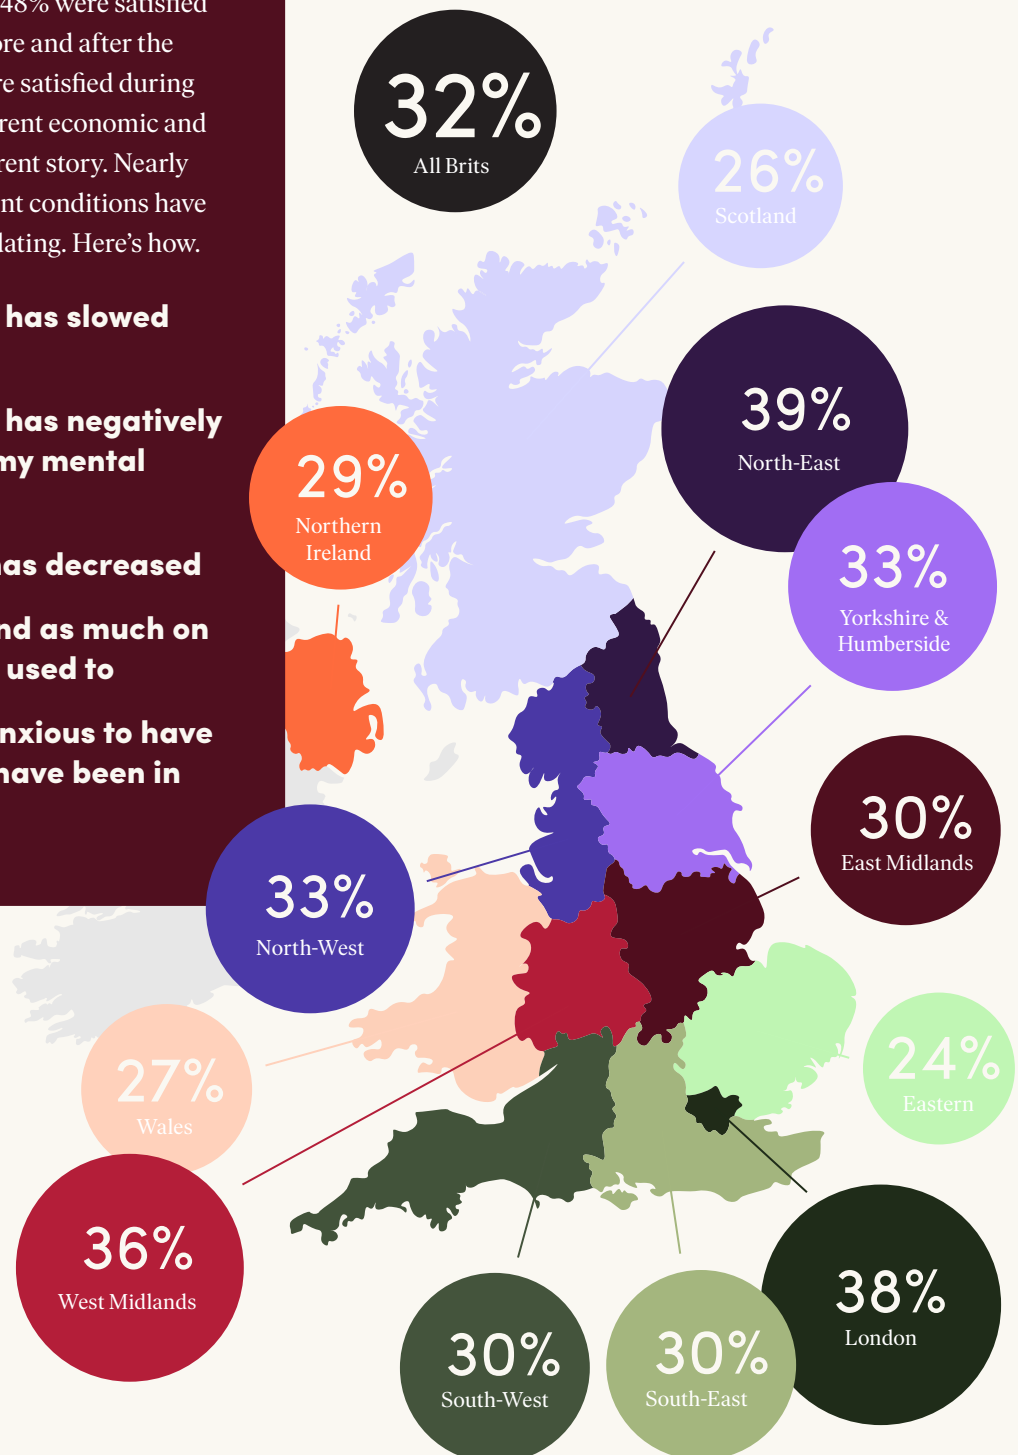 48% were satisfied
ore and after the
re satisfied during
rent economic and
rent story. Nearly
nt conditions have
dating. Here’s how.
has slowed
has negatively
my mental
has decreased
nd as much on
used to
nxious to have
have been in
32%
All Brits
26%
Scotland
39%
North-East
29%
Northern
Ireland
33%
Yorkshire &
Humberside
30%
East Midlands
33%
North-West
24%
Eastern
27%
Wales
36%
West Midlands
38%
London
30%
South-West
30%
South-East